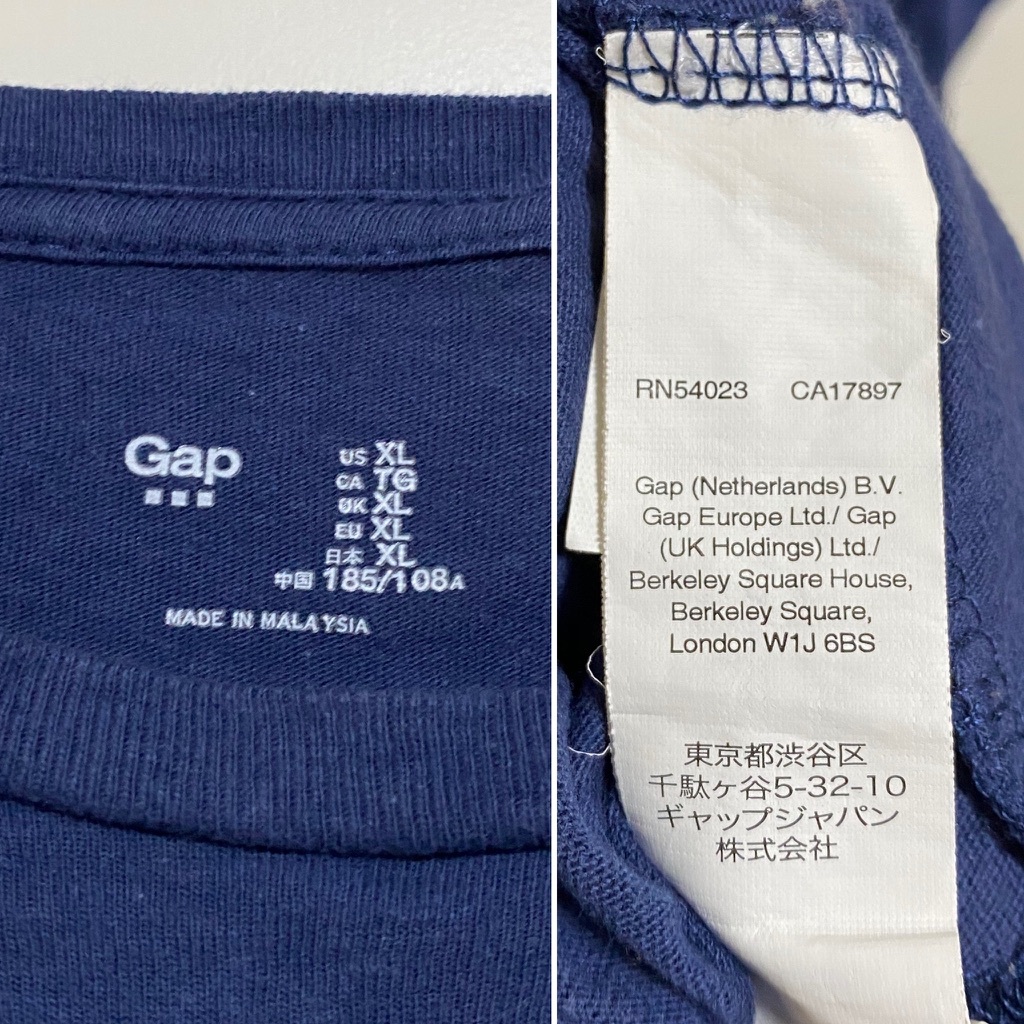 Gap
US XL
CA TG
UK XL
EU XL
日本 XL
中国 185/108A
MADE IN MALAYSIA
RN54023 CA17897
Gap (Netherlands) B.V.
Gap Europe Ltd./ Gap
(UK Holdings) Ltd./
Berkeley Square House,
Berkeley Square,
London W1J 6BS
東京都渋谷区
千駄ヶ谷5-32-10
ギャップジャパン
株式会社